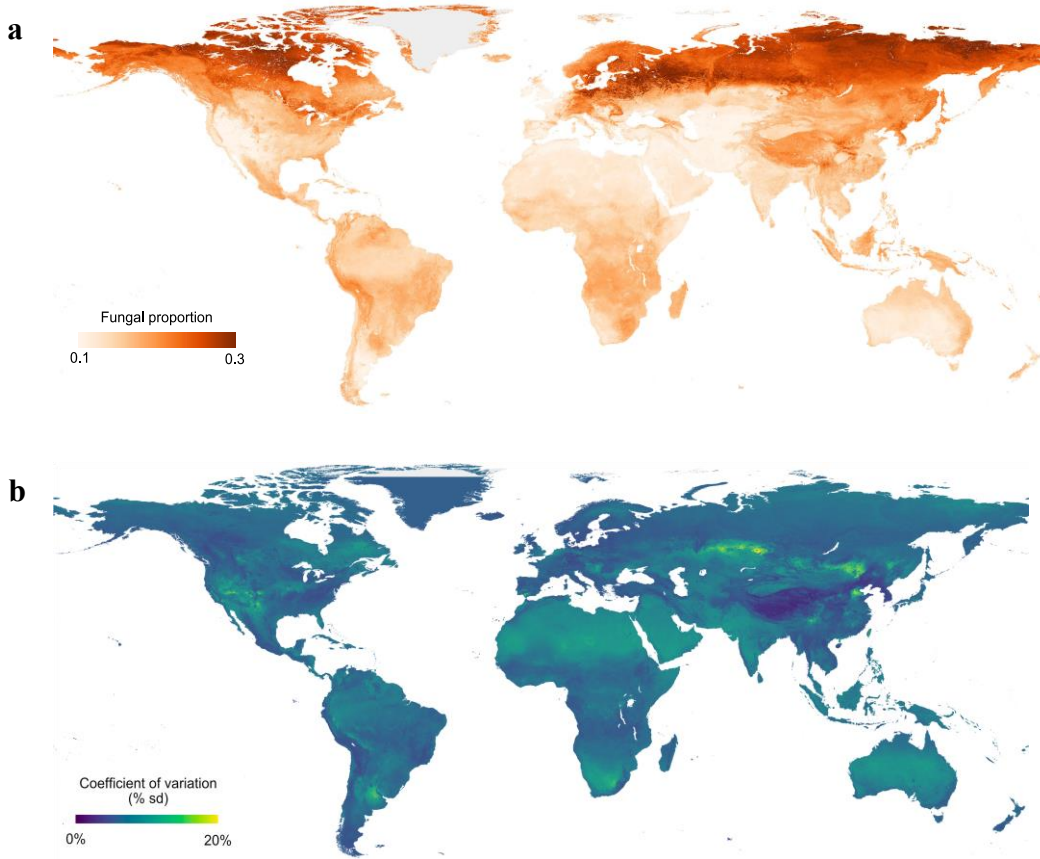 a
Fungal proportion
0.1 0.3
b
Coefficient of variation
(% sd)
0% 20%